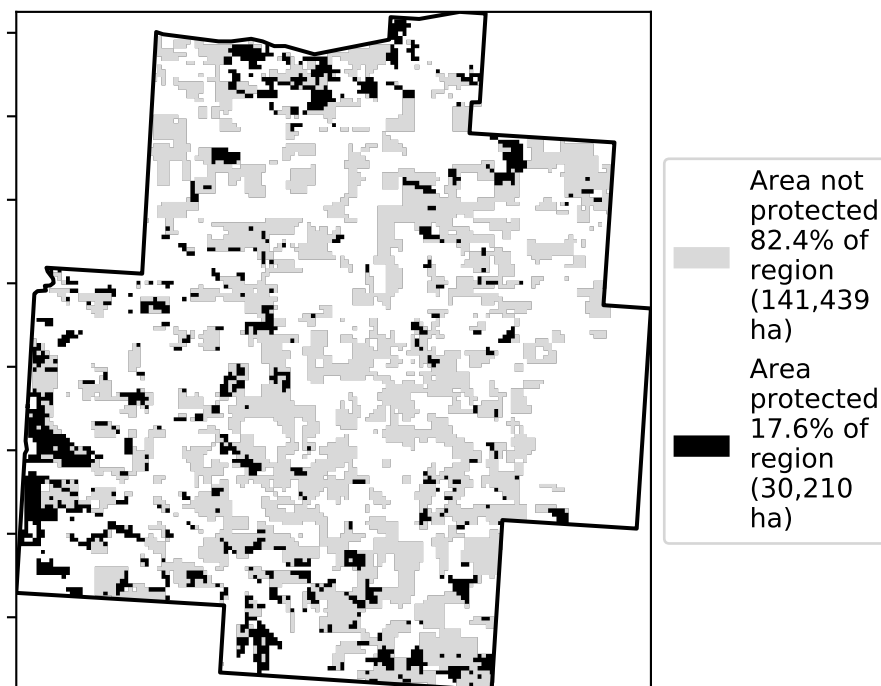 Area not
protected
82.4% of
region
(141,439
ha)
Area
protected
17.6% of
region
(30,210
ha)